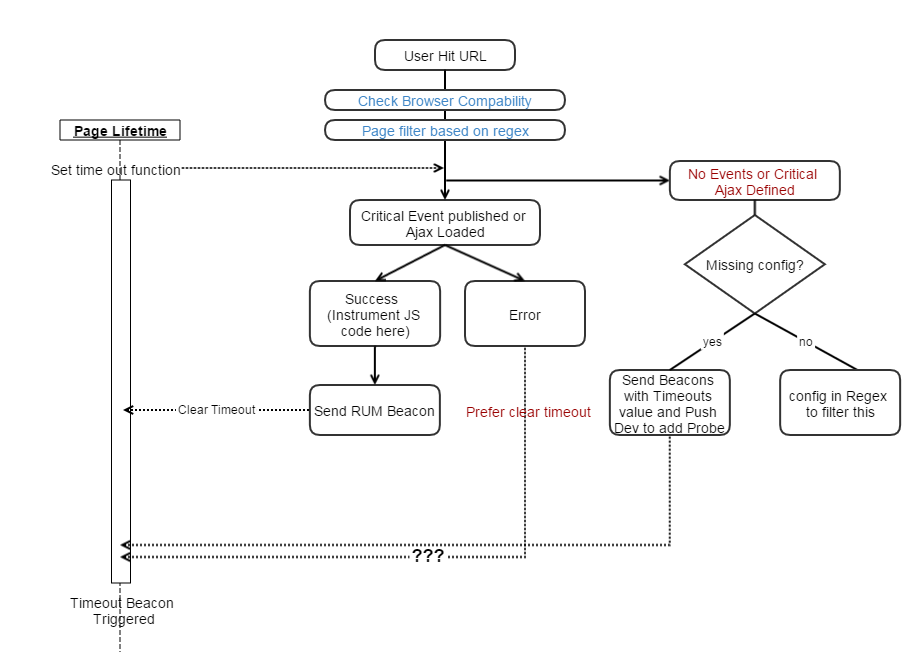 User Hit URL
Check Browser Compability
Page filter based on regex
Page Lifetime
Set time out function
No Events or Critical
Ajax Defined
Critical Event published or
Ajax Loaded
Missing config?
Success
(Instrument JS
code here)
Error
yes
no
Send Beacons
with Timeouts
value and Push
Dev to add Probe
config in Regex
to filter this
Clear Timeout
Send RUM Beacon
Prefer clear timeout
???
Timeout Beacon
Triggered